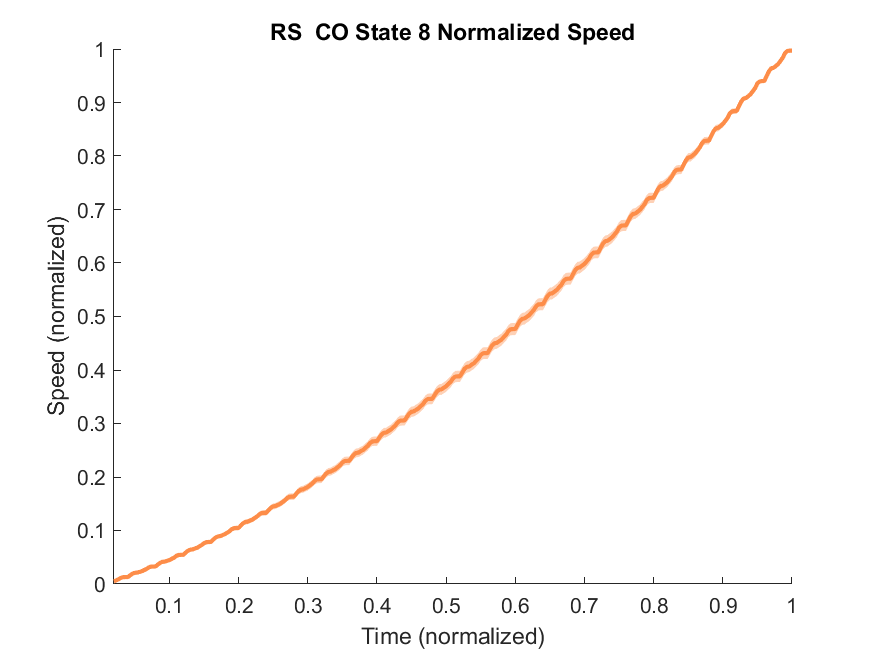 RS  CO State 8 Normalized Speed
1
0.9
0.8
0.7
0.6
0.5
0.4
0.3
0.2
0.1
0
Speed (normalized)
0.1 0.2 0.3 0.4 0.5 0.6 0.7 0.8 0.9 1
Time (normalized)